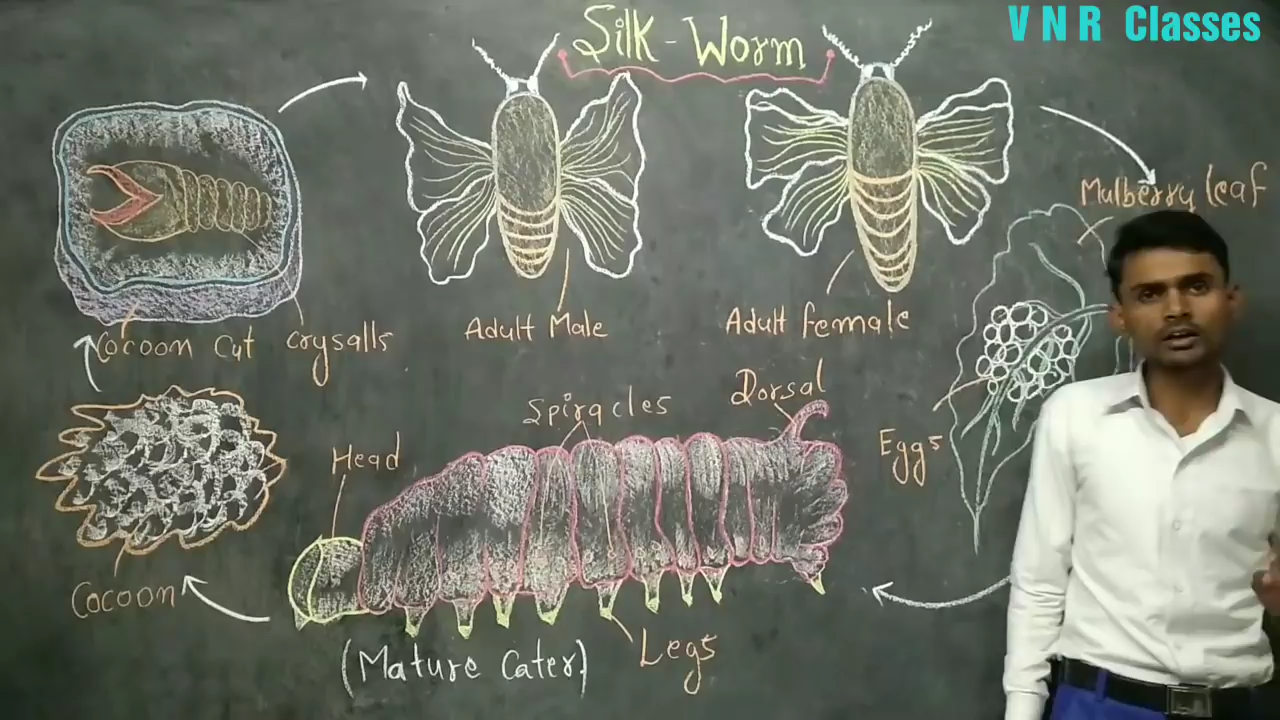 V N R Classes
Silk-Worm
Mulberry leaf
Adult Male
Adult female
Cocoon Cut
Crysalls
Dorsal
Spiracles
Head
Eggs
Cocoon
Legs
(Mature Cater)